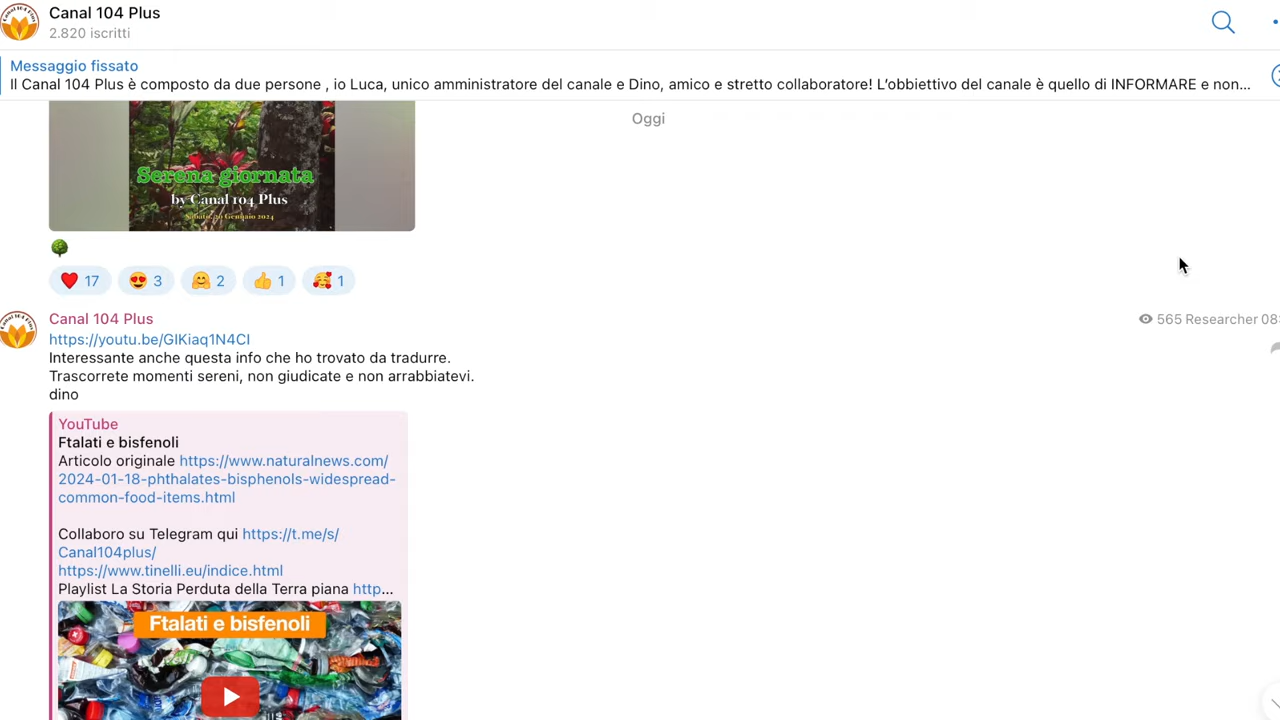 Canal 104 Plus
2.820 iscritti
Messaggio fissato
Il Canal 104 Plus è composto da due persone , io Luca, unico amministratore del canale e Dino, amico e stretto collaboratore! L'obbiettivo del canale è quello di INFORMARE e non...
Oggi
Serena giornata
by Canal 104 Plus
Sabato, 20 Gennaio 2024
17
3
2
1
1
Canal 104 Plus
565 Researcher 08:
https://youtu.be/GIKiaq1N4CI
Interessante anche questa info che ho trovato da tradurre.
Trascorrete momenti sereni, non giudicate e non arrabbiatevi.
dino
YouTube
Ftalati e bisfenoli
Articolo originale https://www.naturalnews.com/
2024-01-18-phthalates-bisphenols-widespread-
common-food-items.html
Collaboro su Telegram qui https://t.me/s/
Canal104plus/
https://www.tinelli.eu/indice.html
Playlist La Storia Perduta della Terra piana http...
Ftalati e bisfenoli